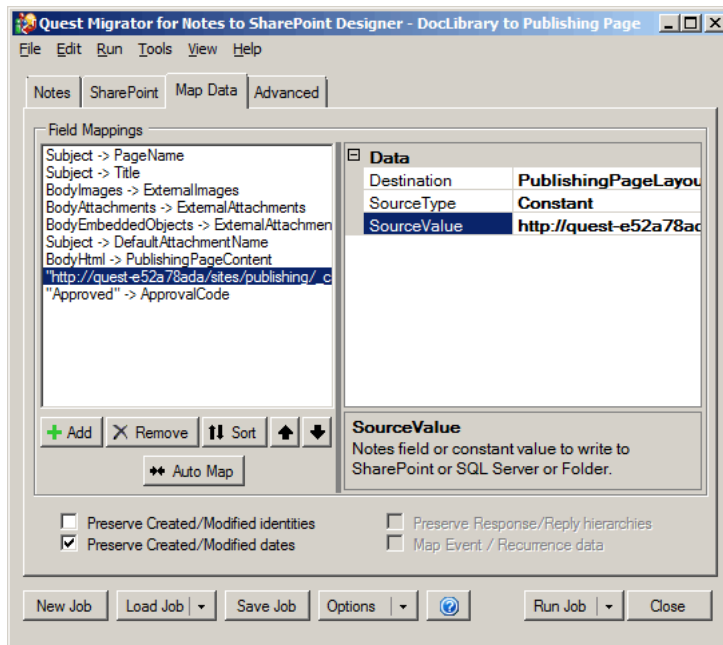 Quest Migrator for Notes to SharePoint Designer - DocLibrary to Publishing Page
File Edit Run Tools View Help
Notes SharePoint Map Data Advanced
Field Mappings
Subject -> PageName
Subject -> Title
BodyImages -> ExternalImages
BodyAttachments -> ExternalAttachments
BodyEmbeddedObjects -> ExternalAttachmen
Subject -> DefaultAttachmentName
BodyHtml -> PublishingPageContent
"http://quest-e52a78ada/sites/publishing/_c
"Approved" -> ApprovalCode
Data
Destination PublishingPageLayou
SourceType Constant
SourceValue http://quest-e52a78ad
Add Remove Sort
Auto Map
SourceValue
Notes field or constant value to write to
SharePoint or SQL Server or Folder.
Preserve Created/Modified identities
Preserve Created/Modified dates
Preserve Response/Reply hierarchies
Map Event / Recurrence data
New Job Load Job Save Job Options ? Run Job Close